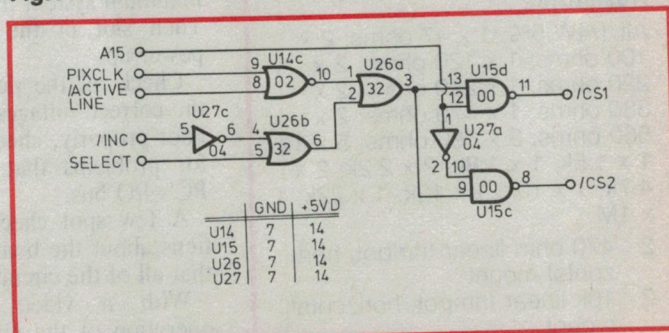 A15
PIXCLK
/ACTIVE
LINE
/INC
SELECT
U14c
9
8
02
10
U27c
5
6
04
U26b
4
5
32
6
U26a
1
2
32
3
U15d
13
12
00
11
/CS1
1
U27a
04
2
10
9
00
8
/CS2
U15c
GND +5VD
U14 7 14
U15 7 14
U26 7 14
U27 7 14